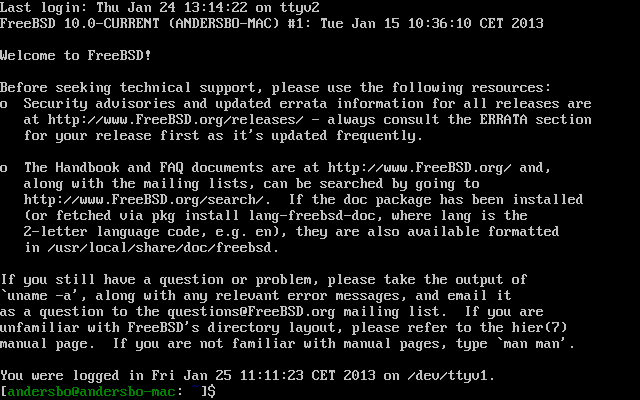 Last login: Thu Jan 24 13:14:22 on ttyv2
FreeBSD 10.0-CURRENT (ANDERSBO-MAC) #1: Tue Jan 15 10:36:10 CET 2013
Welcome to FreeBSD!
Before seeking technical support, please use the following resources:
o  Security advisories and updated errata information for all releases are
   at http://www.FreeBSD.org/releases/ - always consult the ERRATA section
   for your release first as it's updated frequently.
o  The Handbook and FAQ documents are at http://www.FreeBSD.org/ and,
   along with the mailing lists, can be searched by going to
   http://www.FreeBSD.org/search/.  If the doc package has been installed
   (or fetched via pkg install lang-freebsd-doc, where lang is the
   2-letter language code, e.g. en), they are also available formatted
   in /usr/local/share/doc/freebsd.
If you still have a question or problem, please take the output of
`uname -a', along with any relevant error messages, and email it
as a question to the questions@FreeBSD.org mailing list.  If you are
unfamiliar with FreeBSD's directory layout, please refer to the hier(7)
manual page.  If you are not familiar with manual pages, type `man man'.
You were logged in Fri Jan 25 11:11:23 CET 2013 on /dev/ttyv1.
[andersbo@andersbo-mac: ~]$